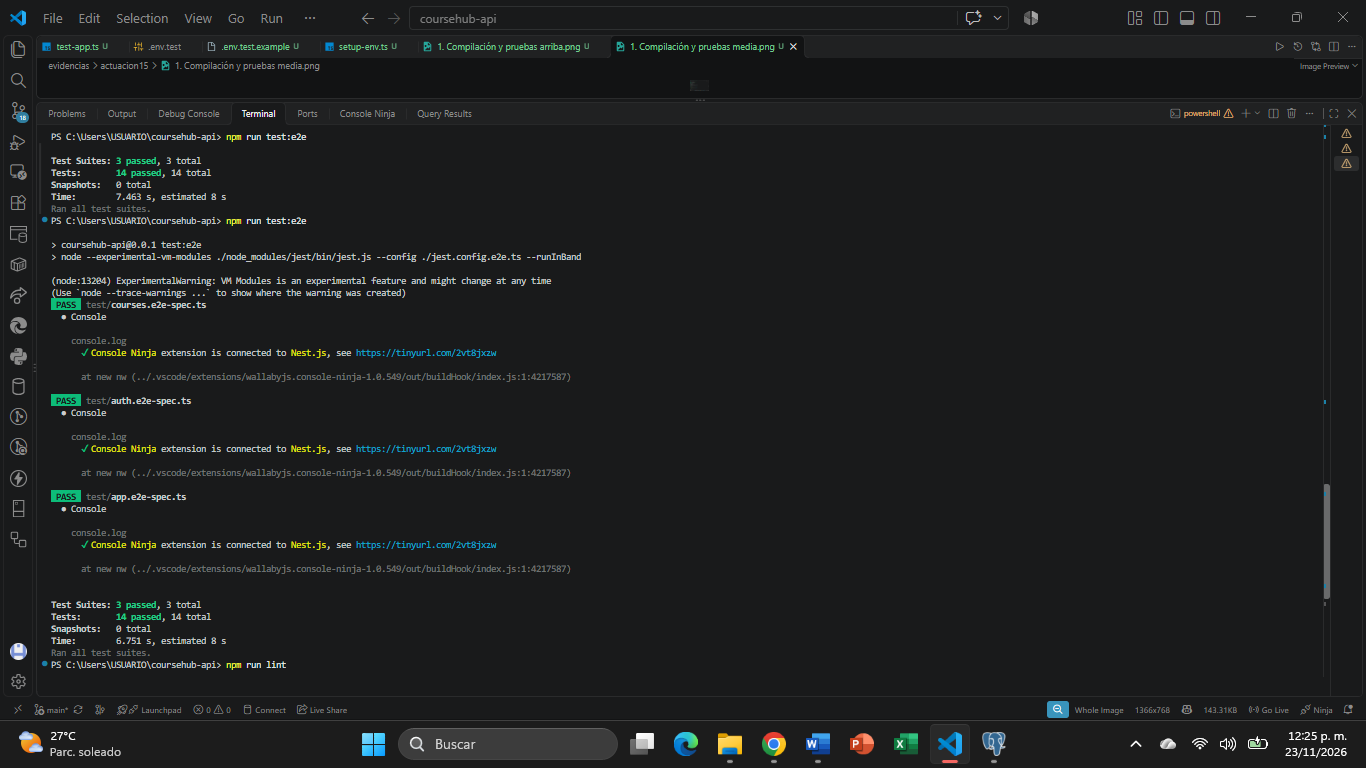 File Edit Selection View Go Run ··· coursehub-api
test-app.ts U .env.test .env.test.example U setup-env.ts U 1. Compilación y pruebas arriba.png U 1. Compilación y pruebas media.png U
evidencias > actuacion15 > 1. Compilación y pruebas media.png Image Preview
Problems Output Debug Console Terminal Ports Console Ninja Query Results powershell
PS C:\Users\USUARIO\coursehub-api> npm run test:e2e
Test Suites: 3 passed, 3 total
Tests: 14 passed, 14 total
Snapshots: 0 total
Time: 7.463 s, estimated 8 s
Ran all test suites.
PS C:\Users\USUARIO\coursehub-api> npm run test:e2e
> coursehub-api@0.0.1 test:e2e
> node --experimental-vm-modules ./node_modules/jest/bin/jest.js --config ./jest.config.e2e.ts --runInBand
(node:13204) ExperimentalWarning: VM Modules is an experimental feature and might change at any time
(Use `node --trace-warnings ...` to show where the warning was created)
PASS test/courses.e2e-spec.ts
● Console
console.log
✓ Console Ninja extension is connected to Nest.js, see https://tinyurl.com/2vt8jxzw
at new nw (../.vscode/extensions/wallabyjs.console-ninja-1.0.549/out/buildHook/index.js:1:4217587)
PASS test/auth.e2e-spec.ts
● Console
console.log
✓ Console Ninja extension is connected to Nest.js, see https://tinyurl.com/2vt8jxzw
at new nw (../.vscode/extensions/wallabyjs.console-ninja-1.0.549/out/buildHook/index.js:1:4217587)
PASS test/app.e2e-spec.ts
● Console
console.log
✓ Console Ninja extension is connected to Nest.js, see https://tinyurl.com/2vt8jxzw
at new nw (../.vscode/extensions/wallabyjs.console-ninja-1.0.549/out/buildHook/index.js:1:4217587)
Test Suites: 3 passed, 3 total
Tests: 14 passed, 14 total
Snapshots: 0 total
Time: 6.751 s, estimated 8 s
Ran all test suites.
PS C:\Users\USUARIO\coursehub-api> npm run lint
18
main* Launchpad 0 0 Connect Live Share Whole Image 1366x768 143.31KB Go Live Ninja
27°C
Parc. soleado
Buscar
12:25 p. m.
23/11/2026